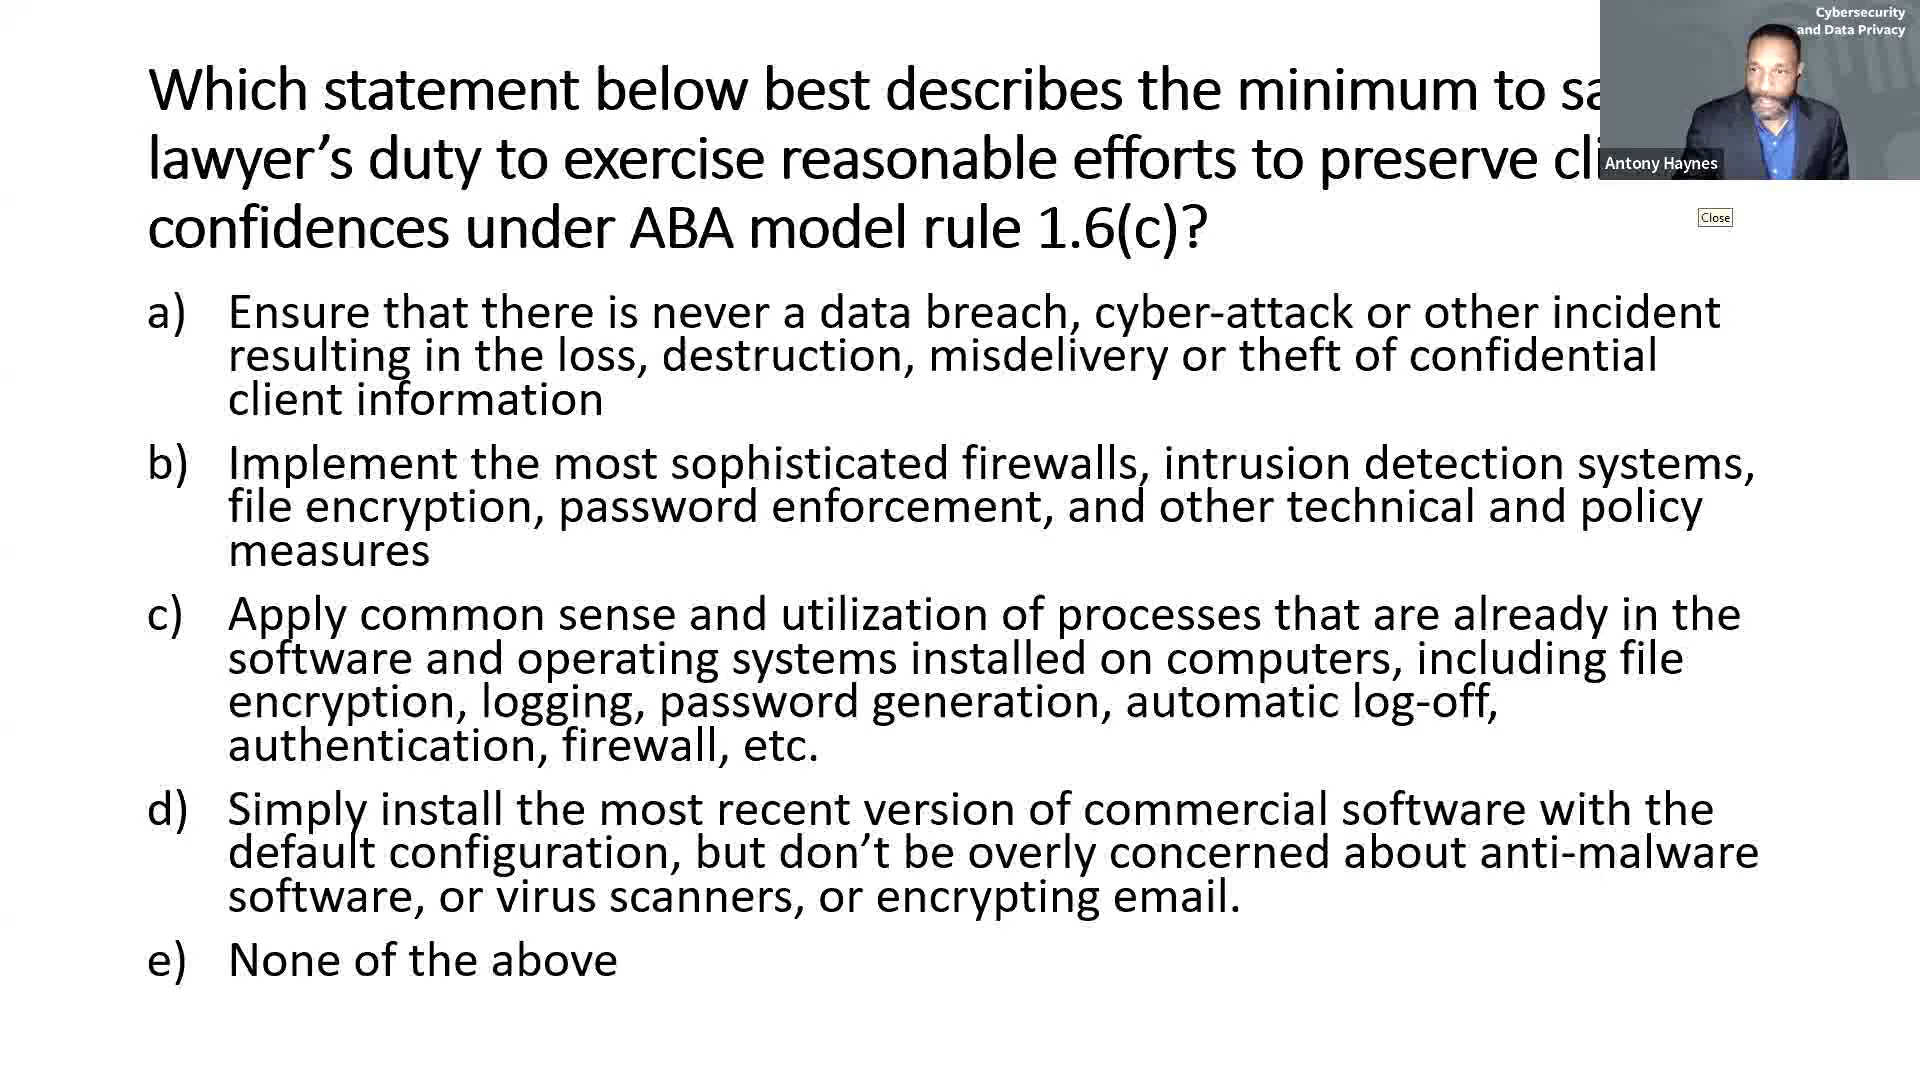 Cybersecurity
and Data Privacy
Which statement below best describes the minimum to
lawyer’s duty to exercise reasonable efforts to preserve
confidences under ABA model rule 1.6(c)?
Antony Haynes
Close
a) Ensure that there is never a data breach, cyber-attack or other incident
resulting in the loss, destruction, misdelivery or theft of confidential
client information
b) Implement the most sophisticated firewalls, intrusion detection systems,
file encryption, password enforcement, and other technical and policy
measures
c) Apply common sense and utilization of processes that are already in the
software and operating systems installed on computers, including file
encryption, logging, password generation, automatic log-off,
authentication, firewall, etc.
d) Simply install the most recent version of commercial software with the
default configuration, but don’t be overly concerned about anti-malware
software, or virus scanners, or encrypting email.
e) None of the above